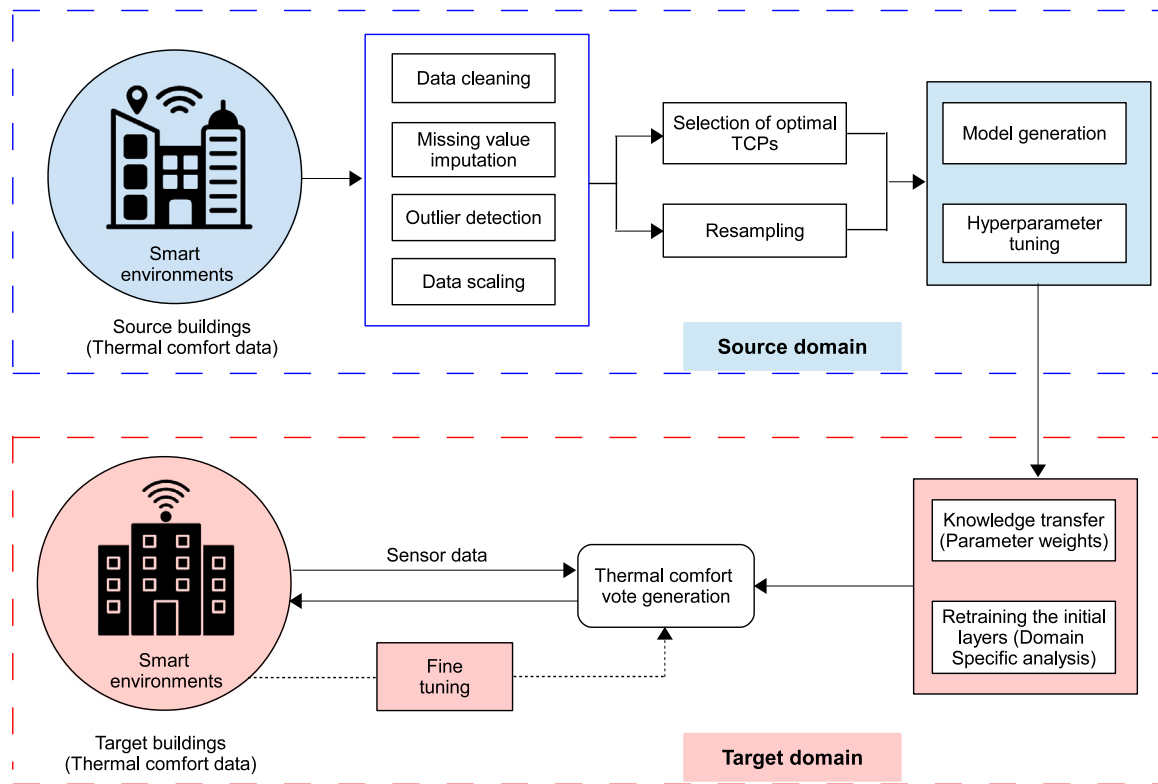 Smart
environments
Source buildings
(Thermal comfort data)
Data cleaning
Missing value
imputation
Outlier detection
Data scaling
Selection of optimal
TCPs
Resampling
Model generation
Hyperparameter
tuning
Source domain
Smart
environments
Target buildings
(Thermal comfort data)
Sensor data
Fine
tuning
Thermal comfort
vote generation
Knowledge transfer
(Parameter weights)
Retraining the initial
layers (Domain
Specific analysis)
Target domain